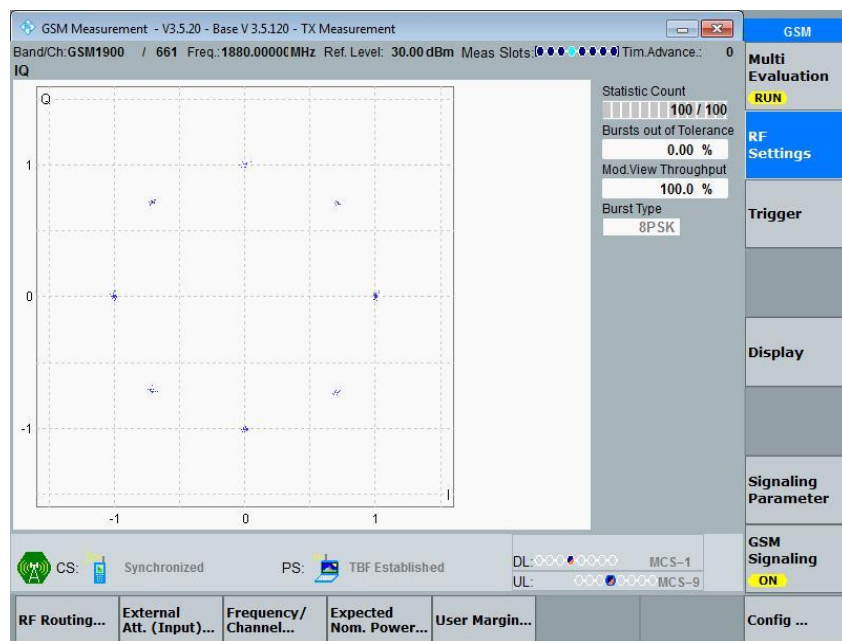 GSM Measurement - V3.5.20 - Base V 3.5.120 - TX Measurement
GSM
Band/Ch: GSM1900 / 661 Freq.: 1880.0000 MHz Ref. Level: 30.00 dBm Meas Slots: Tim.Advance.: 0
IQ
Multi
Evaluation
RUN
Statistic Count
100 / 100
Bursts out of Tolerance
0.00 %
Mod.View Throughput
100.0 %
Burst Type
8PSK
RF
Settings
Trigger
Display
Signaling
Parameter
GSM
Signaling
ON
Q
1
0
-1
I
-1 0 1
CS: Synchronized PS: TBF Established DL: MCS-1
UL: MCS-9
RF Routing...
External
Att. (Input)...
Frequency/
Channel...
Expected
Nom. Power...
User Margin...
Config ...